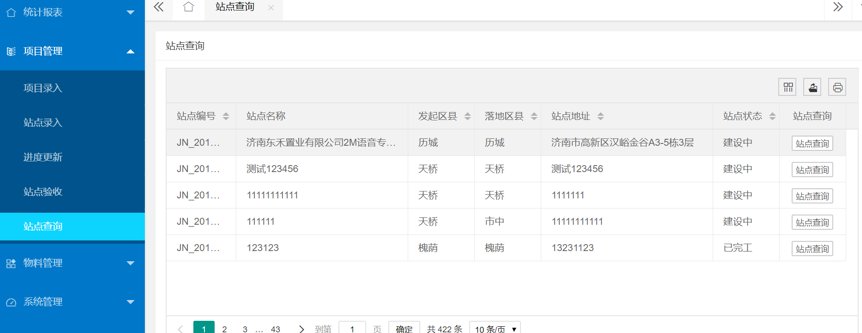 统计报表
项目管理
项目录入
站点录入
进度更新
站点验收
站点查询
物料管理
系统管理
站点查询
站点查询
站点编号 站点名称 发起区县 落地区县 站点地址 站点状态 站点查询
JN_201... 济南东禾置业有限公司2M语音专... 历城 历城 济南市高新区汉峪金谷A3-5栋3层 建设中 站点查询
JN_201... 测试123456 天桥 天桥 测试123456 建设中 站点查询
JN_201... 11111111111 天桥 天桥 1111111 建设中 站点查询
JN_201... 111111 天桥 市中 11111111111 建设中 站点查询
JN_201... 123123 槐荫 槐荫 13231123 已完工 站点查询
1 2 3 ... 43 到第 1 页 确定 共 422 条 10 条/页